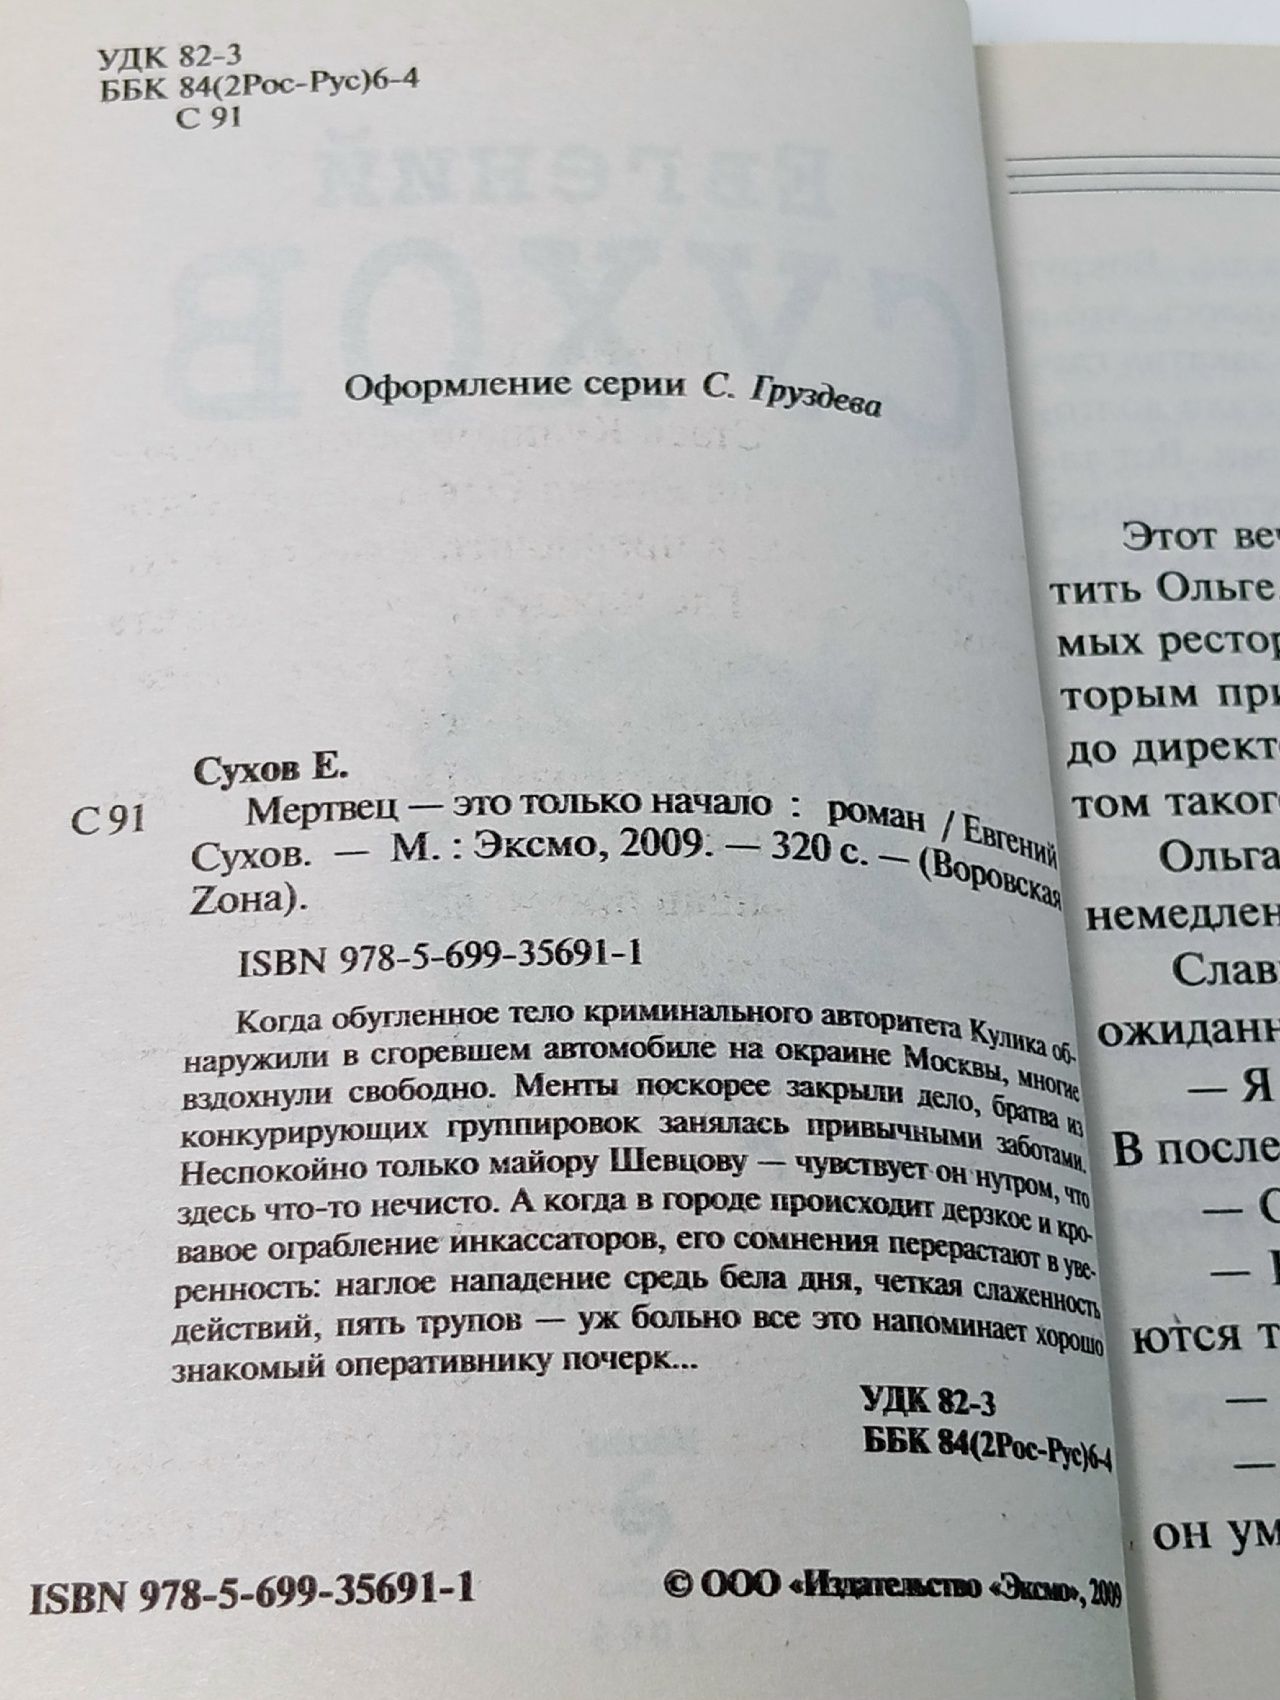 УДК 82-3
ББК 84(2Рос-Рус)6-4
С 91
Оформление серии С. Груздева
Сухов Е.
С 91 Мертвец — это только начало : роман / Евгений
Сухов. — М. : Эксмо, 2009. — 320 с. — (Воровская
Zона).
ISBN 978-5-699-35691-1
Когда обугленное тело криминального авторитета Кулика об-
наружили в сгоревшем автомобиле на окраине Москвы, многие
вздохнули свободно. Менты поскорее закрыли дело, братва из
конкурирующих группировок занялась привычными заботами.
Неспокойно только майору Шевцову — чувствует он нутром, что
здесь что-то нечисто. А когда в городе происходит дерзкое и кро-
вавое ограбление инкассаторов, его сомнения перерастают в уве-
ренность: наглое нападение средь бела дня, четкая слаженность
действий, пять трупов — уж больно все это напоминает хорошо
знакомый оперативнику почерк...
УДК 82-3
ББК 84(2Рос-Рус)6-4
ISBN 978-5-699-35691-1
© ООО «Издательство «Эксмо», 2009
Этот веч
тить Ольге.
мых рестор
торым при
до директ
том таког
Ольга
немедлен
Слав
ожидан
— Я
В после
— С
—
ются т
—
—
он ум